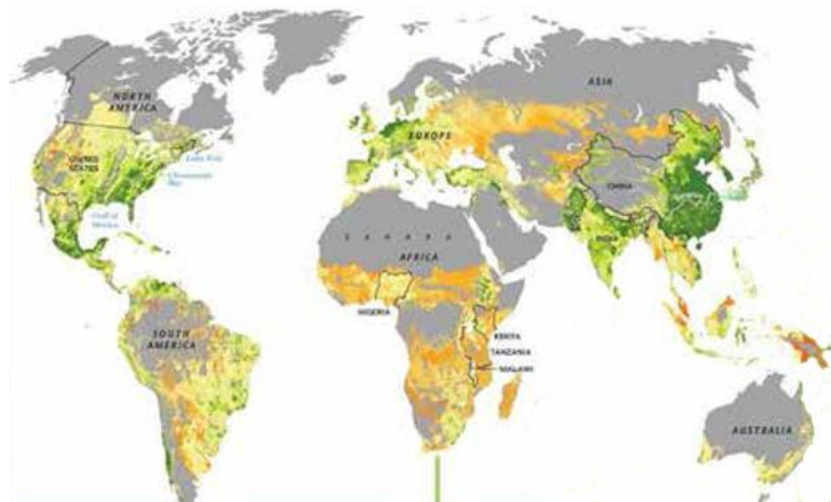 ASIA
NORTH
AMERICA
EUROPE
UNITED
STATES
Lake Erie
Chesapeake
Bay
CHINA
Gulf of
Mexico
INDIA
SAHARA
AFRICA
NIGERIA
SOUTH
AMERICA
KENYA
TANZANIA
MALAWI
AUSTRALIA